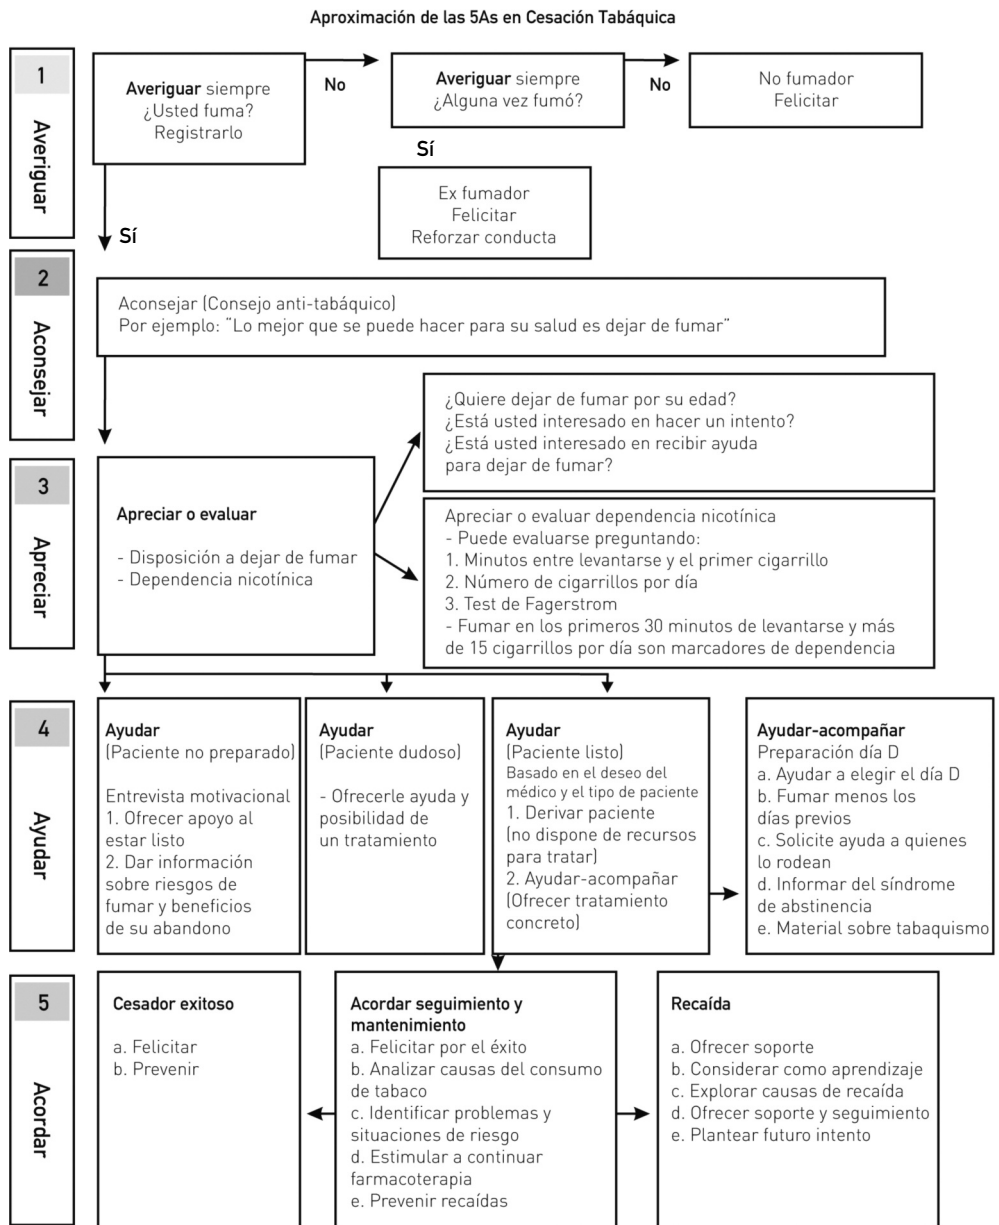 Aproximación de las 5As en Cesación Tabáquica
1
Averiguar
Averiguar siempre
¿Usted fuma?
Registrarlo
No
Averiguar siempre
¿Alguna vez fumó?
No
No fumador
Felicitar
Sí
Ex fumador
Felicitar
Reforzar conducta
Sí
2
Aconsejar
Aconsejar (Consejo anti-tabáquico)
Por ejemplo: "Lo mejor que se puede hacer para su salud es dejar de fumar"
3
Apreciar
Apreciar o evaluar
- Disposición a dejar de fumar
- Dependencia nicotínica
¿Quiere dejar de fumar por su edad?
¿Está usted interesado en hacer un intento?
¿Está usted interesado en recibir ayuda
para dejar de fumar?
Apreciar o evaluar dependencia nicotínica
- Puede evaluarse preguntando:
1. Minutos entre levantarse y el primer cigarrillo
2. Número de cigarrillos por día
3. Test de Fagerstrom
- Fumar en los primeros 30 minutos de levantarse y más
de 15 cigarrillos por día son marcadores de dependencia
4
Ayudar
Ayudar
(Paciente no preparado)
Entrevista motivacional
1. Ofrecer apoyo al
estar listo
2. Dar información
sobre riesgos de
fumar y beneficios
de su abandono
Ayudar
(Paciente dudoso)
- Ofrecerle ayuda y
posibilidad de
un tratamiento
Ayudar
(Paciente listo)
Basado en el deseo del
médico y el tipo de paciente
1. Derivar paciente
(no dispone de recursos
para tratar)
2. Ayudar-acompañar
(Ofrecer tratamiento
concreto)
Ayudar-acompañar
Preparación día D
a. Ayudar a elegir el día D
b. Fumar menos los
días previos
c. Solicite ayuda a quienes
lo rodean
d. Informar del síndrome
de abstinencia
e. Material sobre tabaquismo
5
Acordar
Cesador exitoso
a. Felicitar
b. Prevenir
Acordar seguimiento y
mantenimiento
a. Felicitar por el éxito
b. Analizar causas del consumo
de tabaco
c. Identificar problemas y
situaciones de riesgo
d. Estimular a continuar
farmacoterapia
e. Prevenir recaídas
Recaída
a. Ofrecer soporte
b. Considerar como aprendizaje
c. Explorar causas de recaída
d. Ofrecer soporte y seguimiento
e. Plantear futuro intento